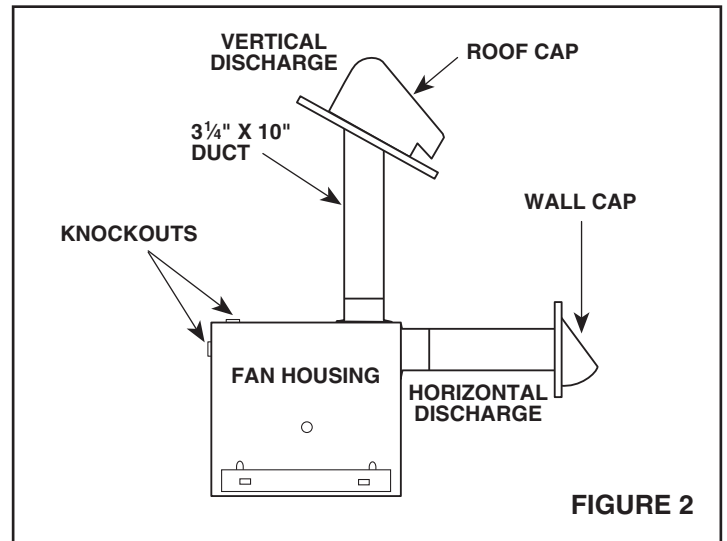 VERTICAL
DISCHARGE
ROOF CAP
3¼" X 10"
DUCT
WALL CAP
KNOCKOUTS
FAN HOUSING
HORIZONTAL
DISCHARGE
FIGURE 2